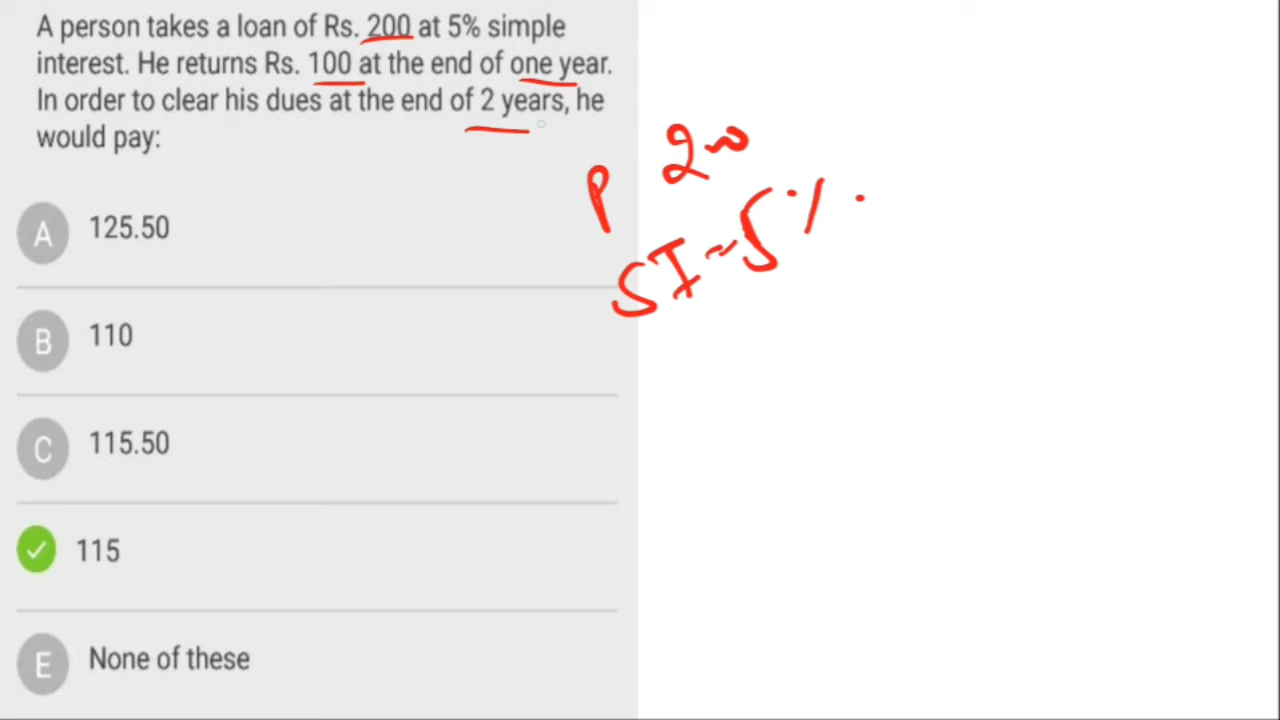 A person takes a loan of Rs. 200 at 5% simple
interest. He returns Rs. 100 at the end of one year.
In order to clear his dues at the end of 2 years, he
would pay:
P 200
SI - 5%.
A 125.50
B 110
C 115.50
115
E None of these